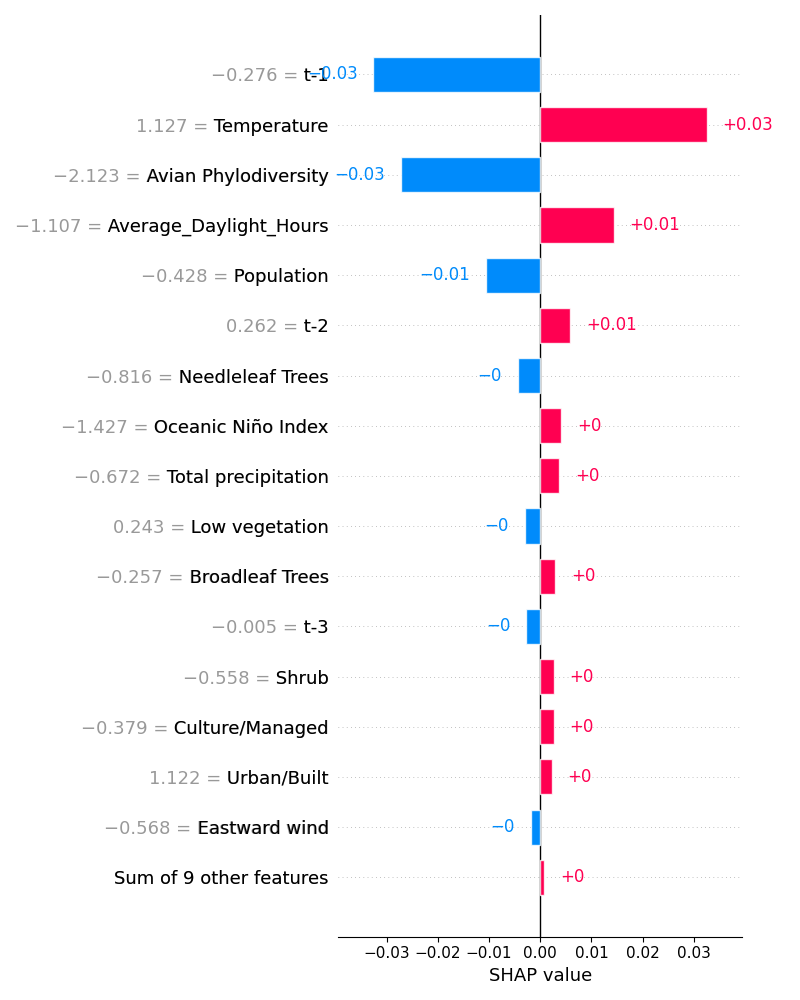 −0.276 = t-1 −0.03
1.127 = Temperature +0.03
−2.123 = Avian Phylodiversity −0.03
−1.107 = Average_Daylight_Hours +0.01
−0.428 = Population −0.01
0.262 = t-2 +0.01
−0.816 = Needleleaf Trees −0
−1.427 = Oceanic Niño Index +0
−0.672 = Total precipitation +0
0.243 = Low vegetation −0
−0.257 = Broadleaf Trees +0
−0.005 = t-3 −0
−0.558 = Shrub +0
−0.379 = Culture/Managed +0
1.122 = Urban/Built +0
−0.568 = Eastward wind −0
Sum of 9 other features +0
−0.03 −0.02 −0.01 0.00 0.01 0.02 0.03
SHAP value